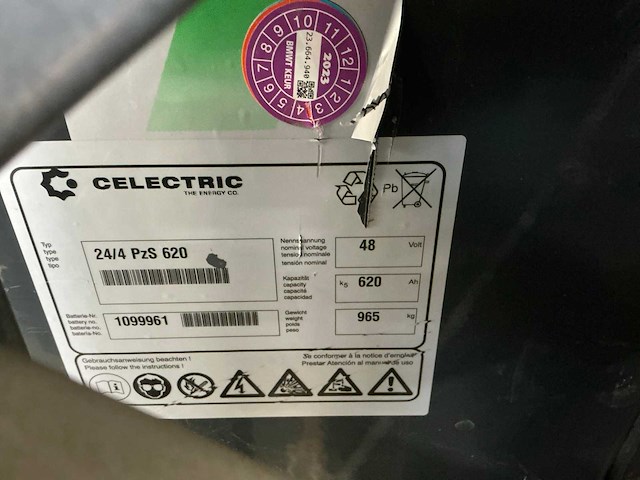 7 8 9 10 11 12 1 2 3 4 5 6
2023
BMWT KEUR
23.664.940
CELECTRIC
THE ENERGY CO.
Pb
Typ
type
type
tipo
24/4 PzS 620
Nennspannung
nominal voltage
tension nominale
tensión nominal
48 Volt
Kapazität
capacity
capacité
capacidad
k5 620 Ah
Batterie-Nr.
battery no.
batterie-no.
batería-No.
1099961
Gewicht
weight
poids
peso
965 kg
Gebrauchsanweisung beachten !
Please follow the instructions !
Se conformer à la notice d'emploi
Prestar Atención al manual de uso